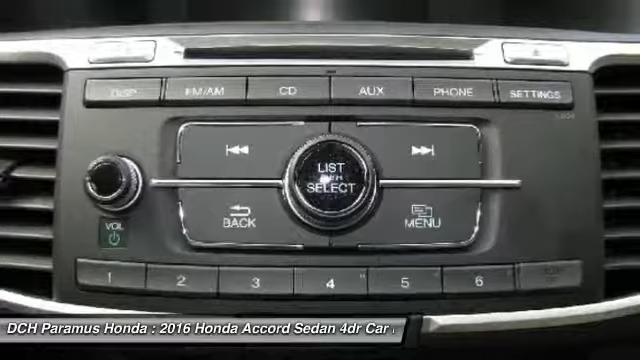 DISP FM/AM CD AUX PHONE SETTINGS
LIST
SELECT
VOL
BACK
MENU
1 2 3 4 5 6
DCH Paramus Honda : 2016 Honda Accord Sedan 4dr Car